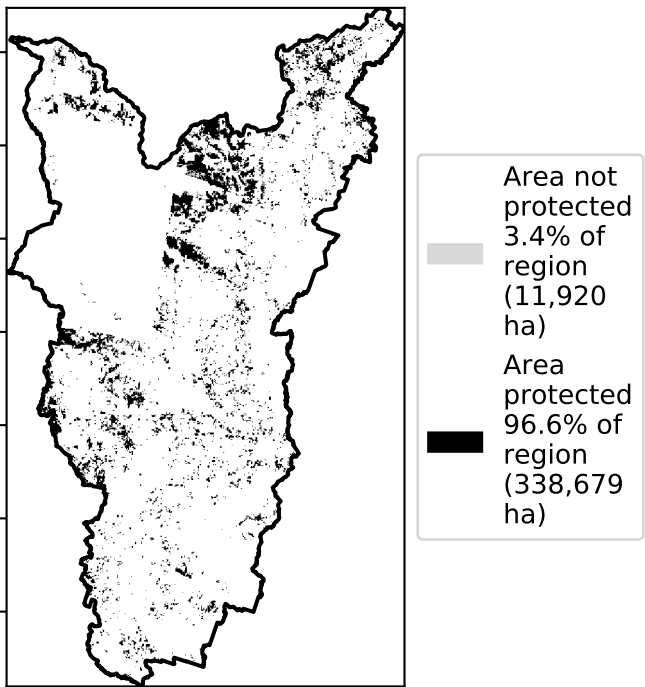 Area not
protected
3.4% of
region
(11,920
ha)
Area
protected
96.6% of
region
(338,679
ha)